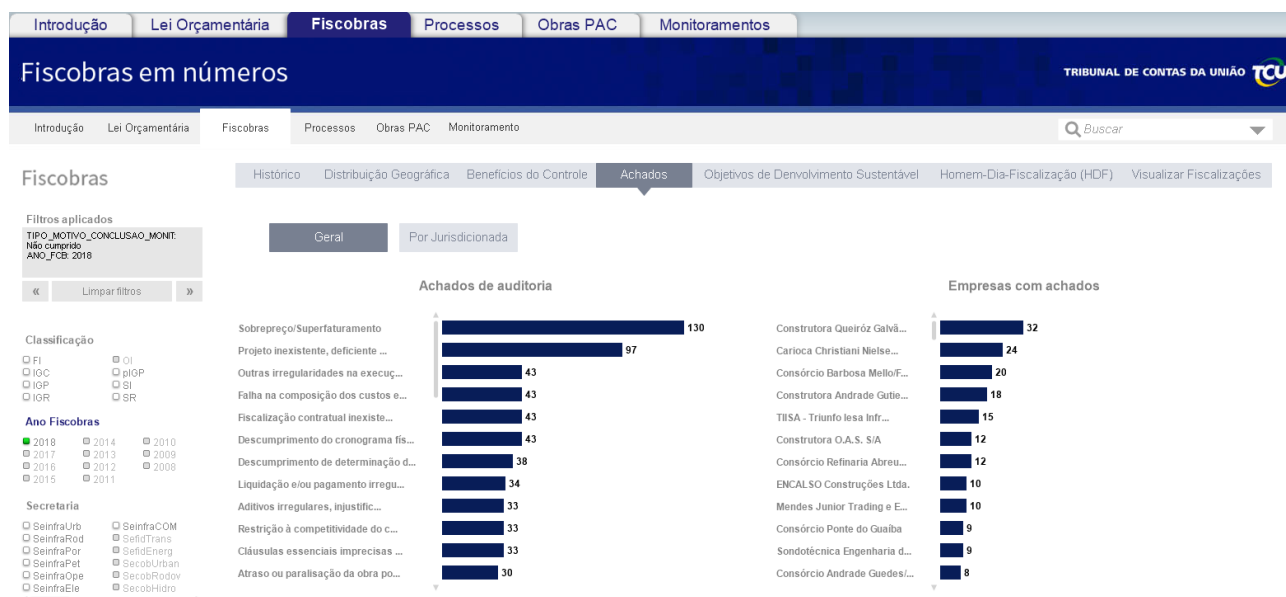 Introdução Lei Orçamentária Fiscobras Processos Obras PAC Monitoramentos
Fiscobras em números
TRIBUNAL DE CONTAS DA UNIÃO TCU
Introdução Lei Orçamentária Fiscobras Processos Obras PAC Monitoramento
Buscar
Fiscobras
Histórico Distribuição Geográfica Benefícios do Controle Achados Objetivos de Denvolvimento Sustentável Homem-Dia-Fiscalização (HDF) Visualizar Fiscalizações
Filtros aplicados
TIPO_MOTIVO_CONCLUSAO_MONIT:
Não cumprido
ANO_FCB: 2018
« Limpar filtros »
Geral Por Jurisdicionada
Classificação
FI OI
IGC pIGP
IGP SI
IGR SR
Ano Fiscobras
2018 2014 2010
2017 2013 2009
2016 2012 2008
2015 2011
Secretaria
SeinfraUrb SeinfraCOM
SeinfraRod SefidTrans
SeinfraPor SefidEnerg
SeinfraPet SecobUrban
SeinfraOpe SecobRodov
SeinfraEle SecobHidro
Achados de auditoria
Sobrepreço/Superfaturamento 130
Projeto inexistente, deficiente ... 97
Outras irregularidades na execuç... 43
Falha na composição dos custos e... 43
Fiscalização contratual inexiste... 43
Descumprimento do cronograma fís... 43
Descumprimento de determinação d... 38
Liquidação e/ou pagamento irregu... 34
Aditivos irregulares, injustific... 33
Restrição à competitividade do c... 33
Cláusulas essenciais imprecisas ... 33
Atraso ou paralisação da obra po... 30
Empresas com achados
Construtora Queiróz Galvã... 32
Carioca Christiani Nielse... 24
Consórcio Barbosa Mello/F... 20
Construtora Andrade Gutie... 18
TIISA - Triunfo Iesa Infr... 15
Construtora O.A.S. S/A 12
Consórcio Refinaria Abreu... 12
ENCALSO Construções Ltda. 10
Mendes Junior Trading e E... 10
Consórcio Ponte do Guaíba 9
Sondotècnica Engenharia d... 9
Consórcio Andrade Guedes/... 8